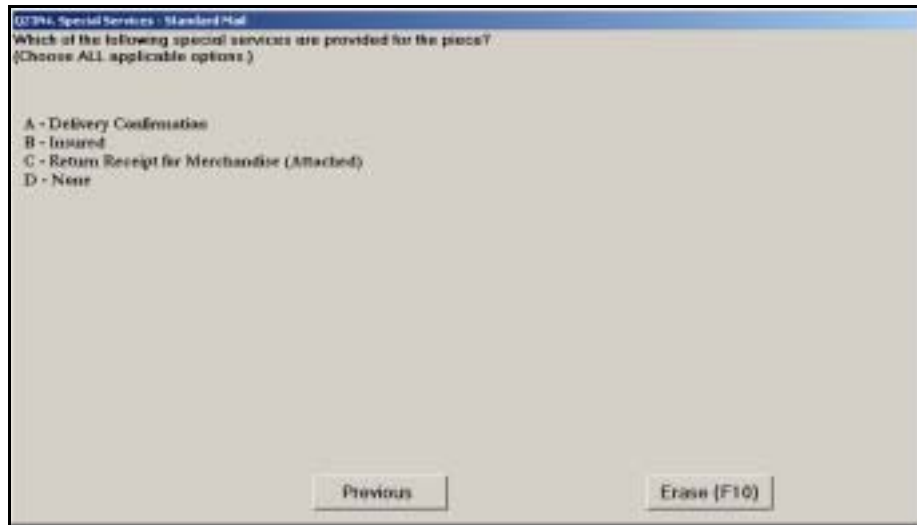 Q23N4. Special Services - Standard Mail
Which of the following special services are provided for the piece?
(Choose ALL applicable options.)
A - Delivery Confirmation
B - Insured
C - Return Receipt for Merchandise (Attached)
D - None
Previous
Erase (F10)